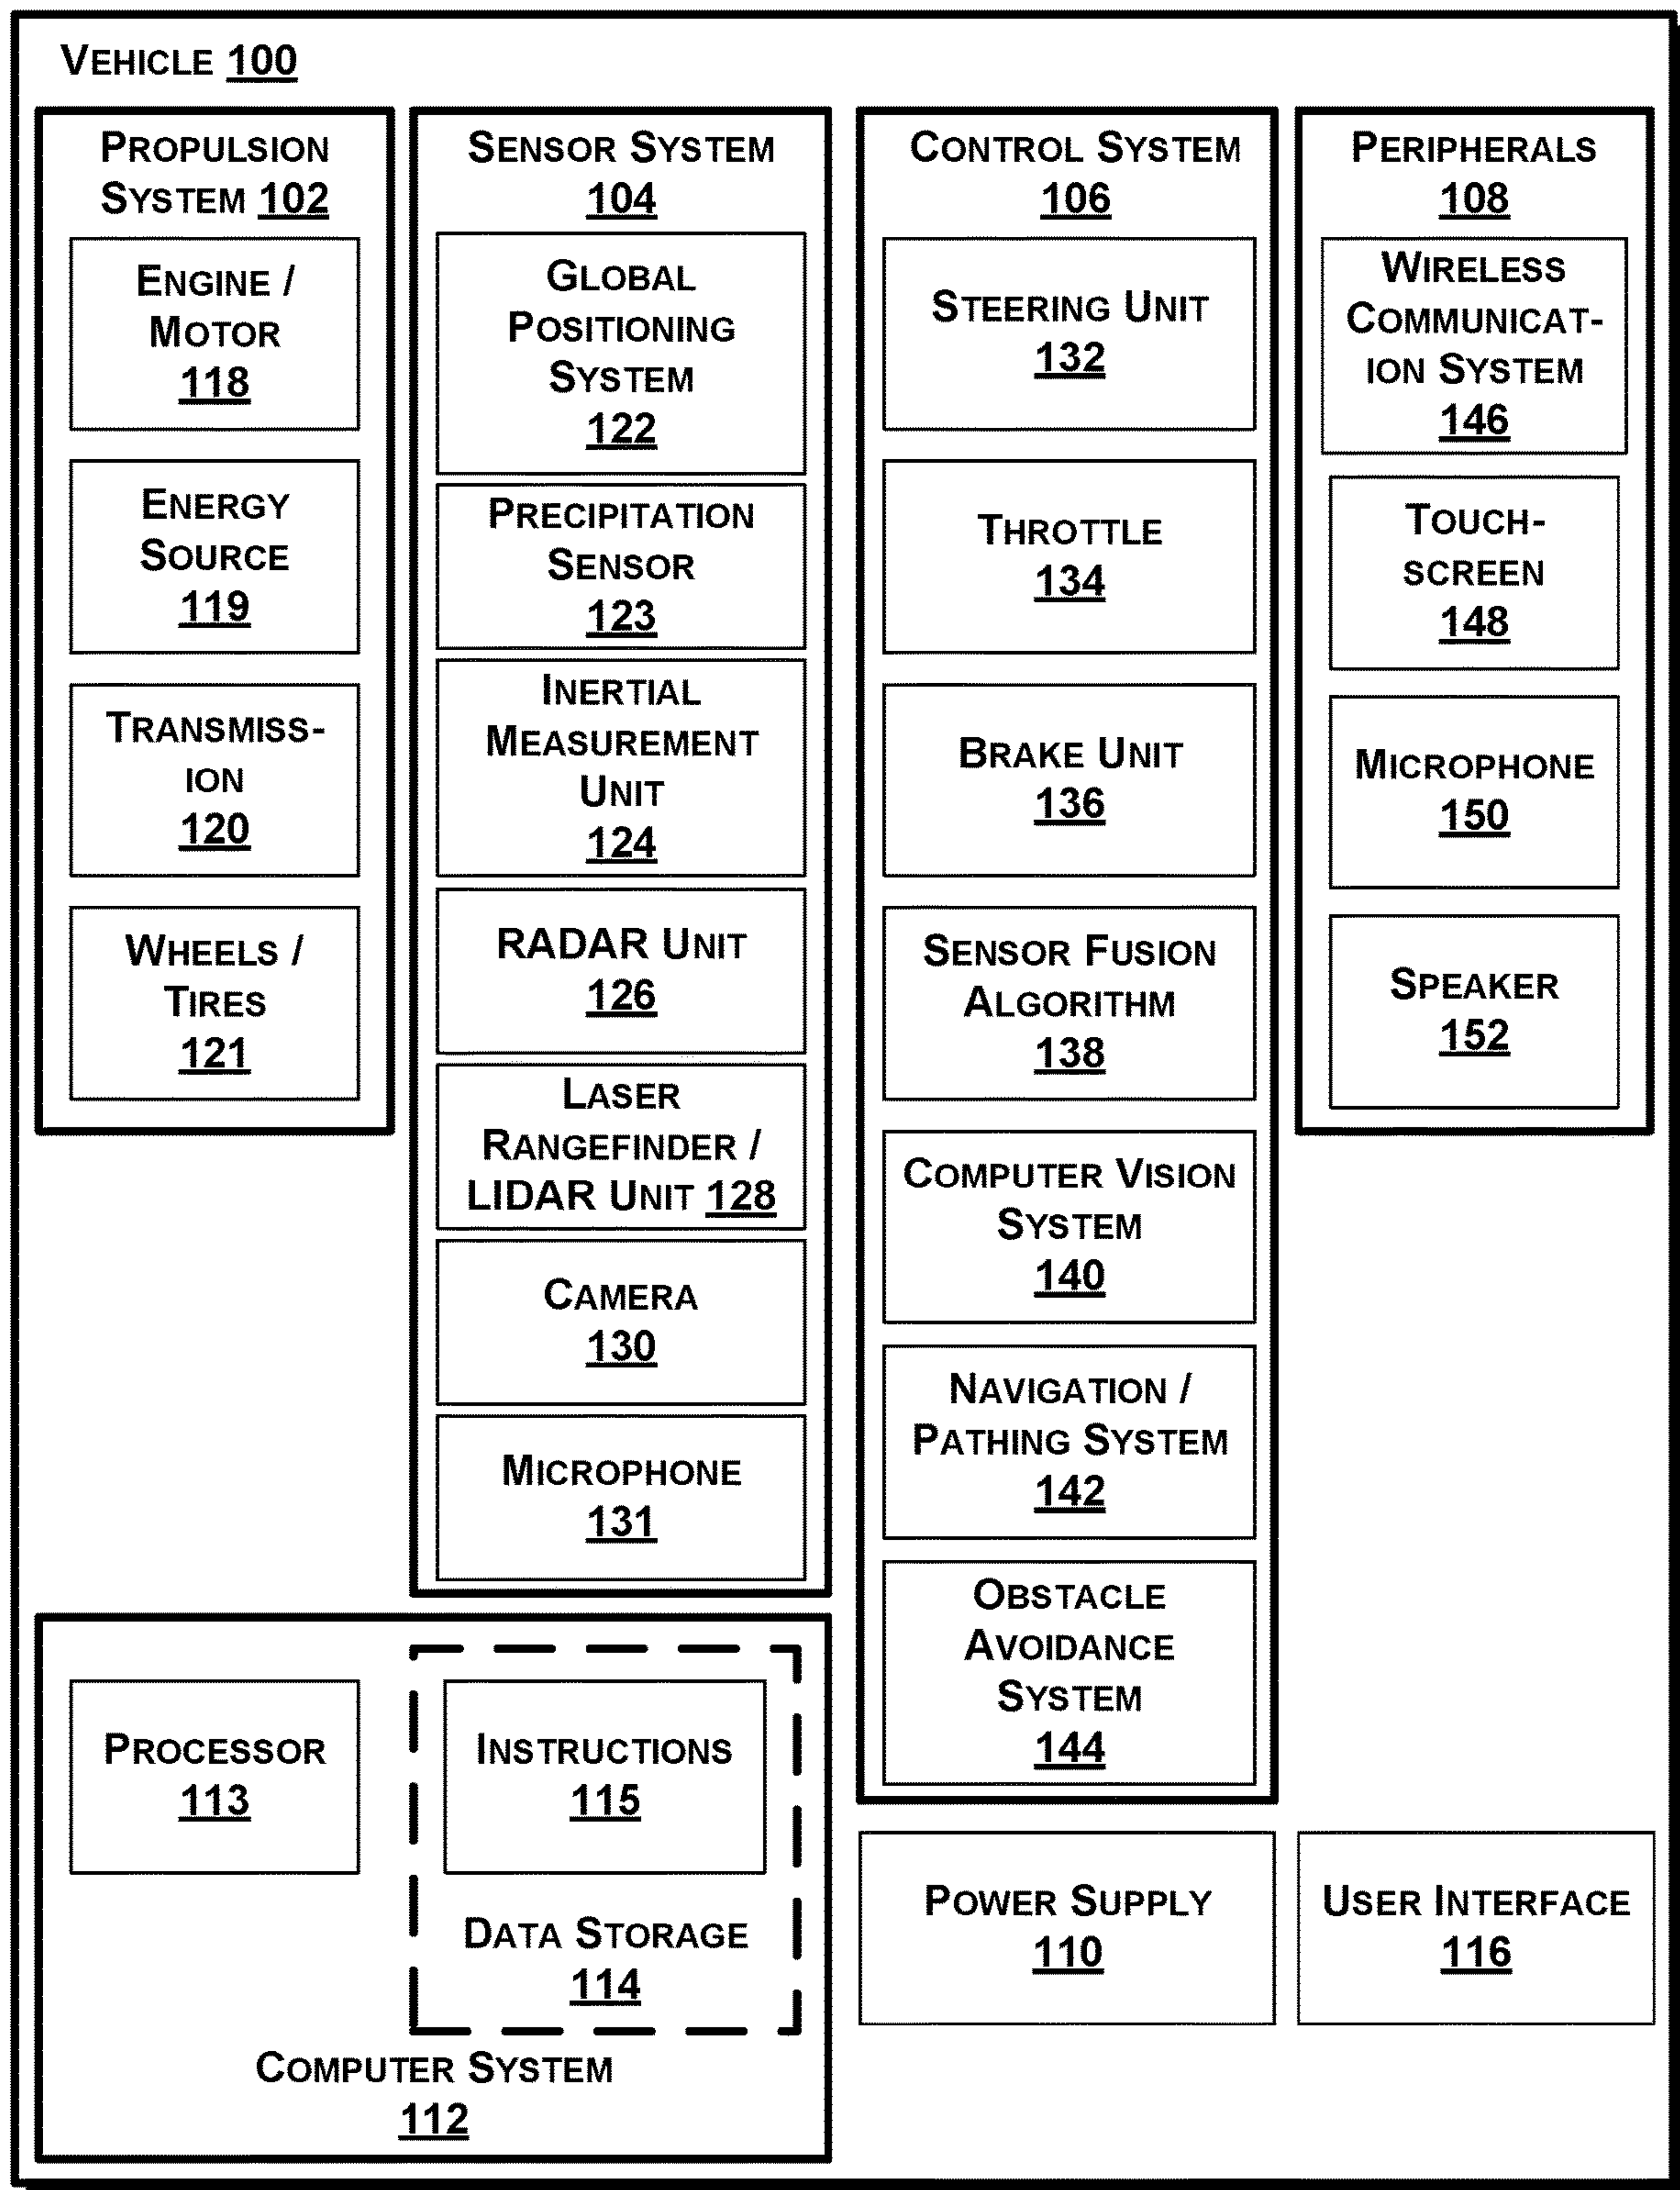 VEHICLE 100
PROPULSION
SYSTEM 102
ENGINE /
MOTOR
118
ENERGY
SOURCE
119
TRANSMISS-
ION
120
WHEELS /
TIRES
121
SENSOR SYSTEM
104
GLOBAL
POSITIONING
SYSTEM
122
PRECIPITATION
SENSOR
123
INERTIAL
MEASUREMENT
UNIT
124
RADAR UNIT
126
LASER
RANGEFINDER /
LIDAR UNIT 128
CAMERA
130
MICROPHONE
131
CONTROL SYSTEM
106
STEERING UNIT
132
THROTTLE
134
BRAKE UNIT
136
SENSOR FUSION
ALGORITHM
138
COMPUTER VISION
SYSTEM
140
NAVIGATION /
PATHING SYSTEM
142
OBSTACLE
AVOIDANCE
SYSTEM
144
PERIPHERALS
108
WIRELESS
COMMUNICAT-
ION SYSTEM
146
TOUCH-
SCREEN
148
MICROPHONE
150
SPEAKER
152
PROCESSOR
113
INSTRUCTIONS
115
DATA STORAGE
114
COMPUTER SYSTEM
112
POWER SUPPLY
110
USER INTERFACE
116